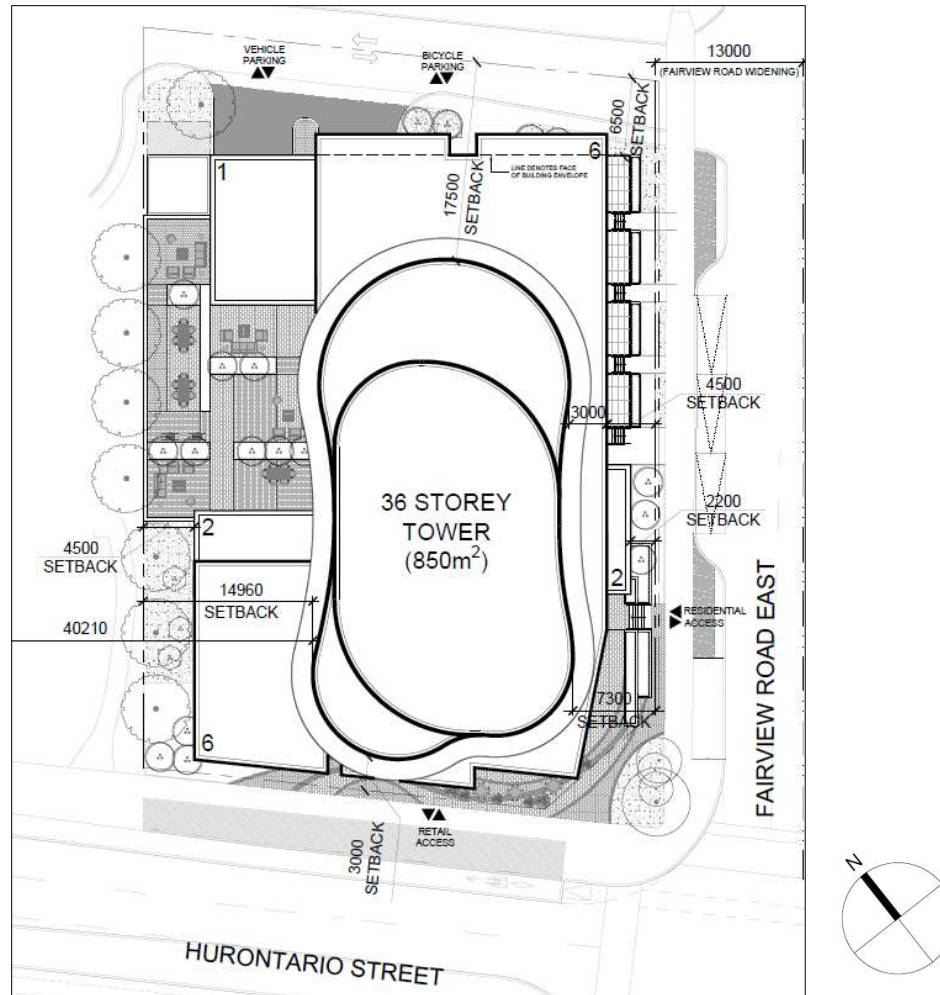 VEHICLE
PARKING
BICYCLE
PARKING
13000
(FAIRVIEW ROAD WIDENING)
6500
SETBACK
1
6
LINE DENOTES FACE
OF BUILDING ENVELOPE
17500
SETBACK
3000
4500
SETBACK
36 STOREY
TOWER
(850m²)
2200
SETBACK
2
4500
SETBACK
14960
SETBACK
40210
2
RESIDENTIAL
ACCESS
7300
SETBACK
6
RETAIL
ACCESS
3000
SETBACK
FAIRVIEW ROAD EAST
HURONTARIO STREET
N